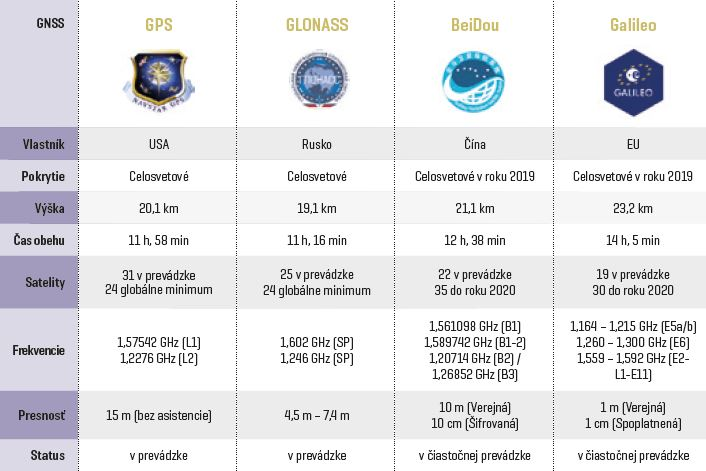 GNSS GPS GLONASS BeiDou Galileo
NAVSTAR GPS ГЛОНАСС GALILEO
Vlastník USA Rusko Čína EU
Pokrytie Celosvetové Celosvetové Celosvetové v roku 2019 Celosvetové v roku 2019
Výška 20,1 km 19,1 km 21,1 km 23,2 km
Čas obehu 11 h, 58 min 11 h, 16 min 12 h, 38 min 14 h, 5 min
Satelity 31 v prevádzke 25 v prevádzke 22 v prevádzke 19 v prevádzke
24 globálne minimum 24 globálne minimum 35 do roku 2020 30 do roku 2020
Frekvencie
1,57542 GHz (L1)
1,2276 GHz (L2)
1,602 GHz (SP)
1,246 GHz (SP)
1,561098 GHz (B1)
1,589742 GHz (B1-2)
1,20714 GHz (B2) /
1,26852 GHz (B3)
1,164 – 1,215 GHz (E5a/b)
1,260 – 1,300 GHz (E6)
1,559 – 1,592 GHz (E2-
L1-E11)
Presnosť 15 m (bez asistencie) 4,5 m – 7,4 m
10 m (Verejná)
10 cm (Šifrovaná)
1 m (Verejná)
1 cm (Spoplatnená)
Status v prevádzke v prevádzke v čiastočnej prevádzke v čiastočnej prevádzke